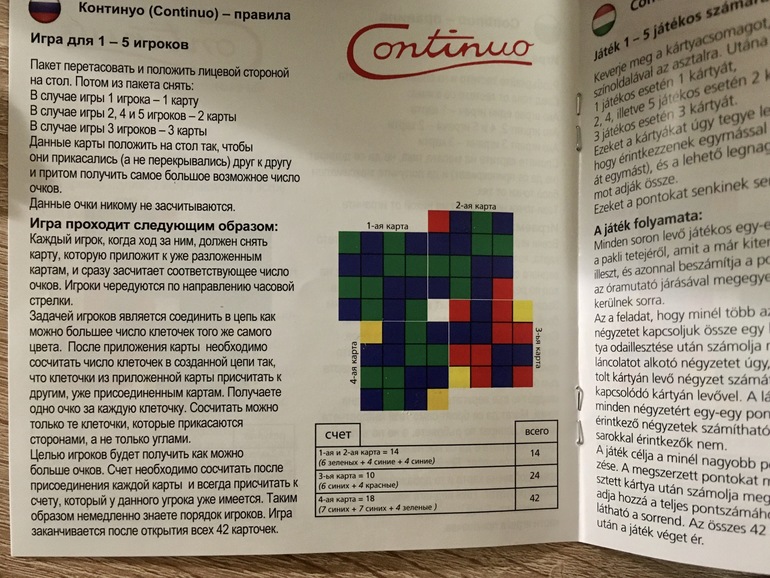 Континуо (Continuo) – правила
Игра для 1 – 5 игроков
Пакет перетасовать и положить лицевой стороной
на стол. Потом из пакета снять:
В случае игры 1 игрока – 1 карту
В случае игры 2, 4 и 5 игроков – 2 карты
В случае игры 3 игроков – 3 карты
Данные карты положить на стол так, чтобы
они прикасались (а не перекрывались) друг к другу
и притом получить самое большое возможное число
очков.
Данные очки никому не засчитываются.
Игра проходит следующим образом:
Каждый игрок, когда ход за ним, должен снять
карту, которую приложит к уже разложенным
картам, и сразу засчитает соответствующее число
очков. Игроки чередуются по направлению часовой
стрелки.
Задачей игроков является соединить в цепь как
можно большее число клеточек того же самого
цвета. После приложения карты необходимо
сосчитать число клеточек в созданной цепи так,
что клеточки из приложенной карты присчитать к
другим, уже присоединенным картам. Получаете
одно очко за каждую клеточку. Сосчитать можно
только те клеточки, которые прикасаются
сторонами, а не только углами.
Целью игроков будет получить как можно
больше очков. Счет необходимо сосчитать после
присоединения каждой карты и всегда присчитать к
счету, который у данного угрока уже имеется. Таким
образом немедленно знаете порядок игроков. Игра
заканчивается после открытия всех 42 карточек.
Continuo
2-ая карта
1-ая карта
3-ья карта
4-ая карта
счет всего
1-ая и 2-ая карта = 14 14
(6 зеленых + 4 синие + 4 синие)
3-ья карта = 10 24
(6 синих + 4 красные)
4-ая карта = 18 42
(7 синих + 7 синих + 4 зеленые )
Játék 1 – 5 játékos számára
Keverje meg a kártyacsomagot,
színoldalával az asztalra. Utána
1 játékos esetén 1 kártyát,
2, 4, illetve 5 játékos esetén 2
3 játékos esetén 3 kártyát.
Ezeket a kártyákat úgy tegye
hogy érintkezzenek egymással
át egymást), és a lehető
mot adják össze.
Ezeket a pontokat senkinek
A játék folyamata:
Minden soron levő játékos
a pakli tetejéről, amit a már
illeszt, és azonnal beszámítja a
az óramutató járásával
kerülnek sorra.
Az a feladat, hogy minél több
négyzetet kapcsoljuk össze egy
tya odaillesztése után számolja
láncolatot alkotó négyzetet úgy,
tolt kártyán levő négyzet
kapcsolódó kártyán levővel. A
minden négyzetért egy-egy
érintkező négyzetek számítható
sarokkal érintkezők nem.
A játék célja a minél nagyobb
zése. A megszerzett pontokat
sztett kártya után számolja
adja hozzá a teljes
látható a sorrend. Az összes 42
után a játék véget ér.